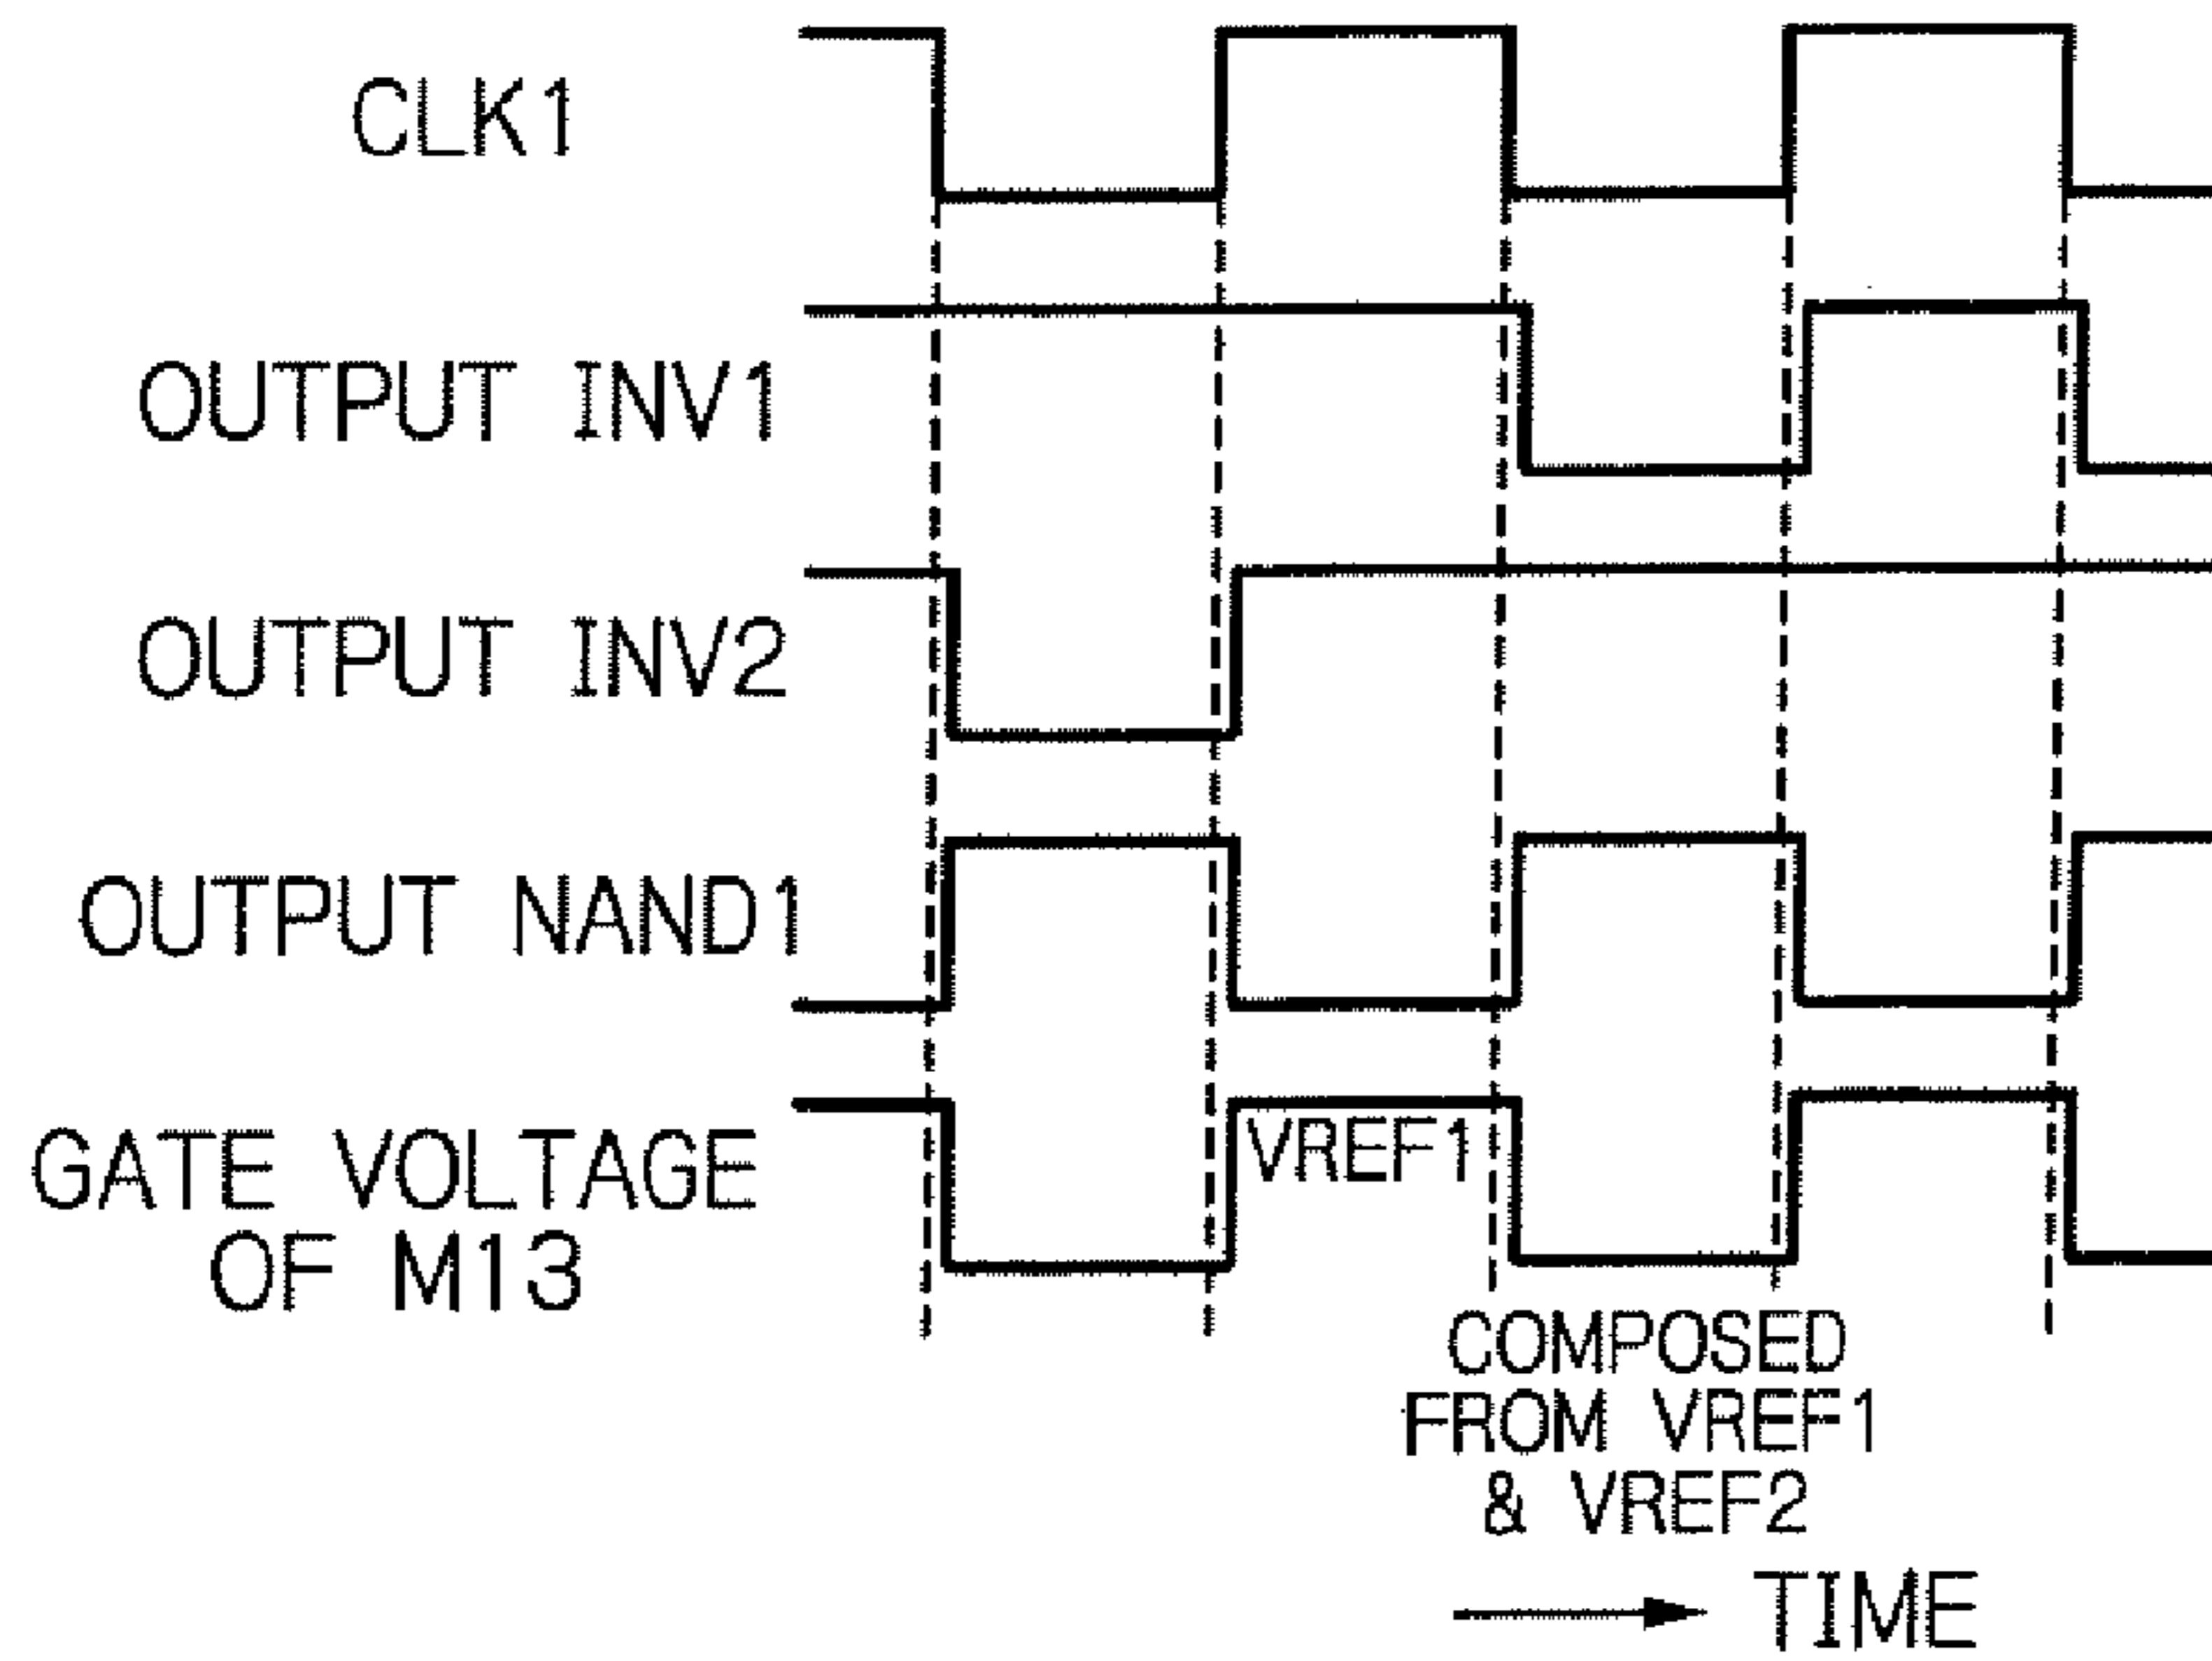 CLK1
OUTPUT INV1
OUTPUT INV2
OUTPUT NAND1
GATE VOLTAGE
OF M13
VREF1
COMPOSED
FROM VREF1
& VREF2
TIME